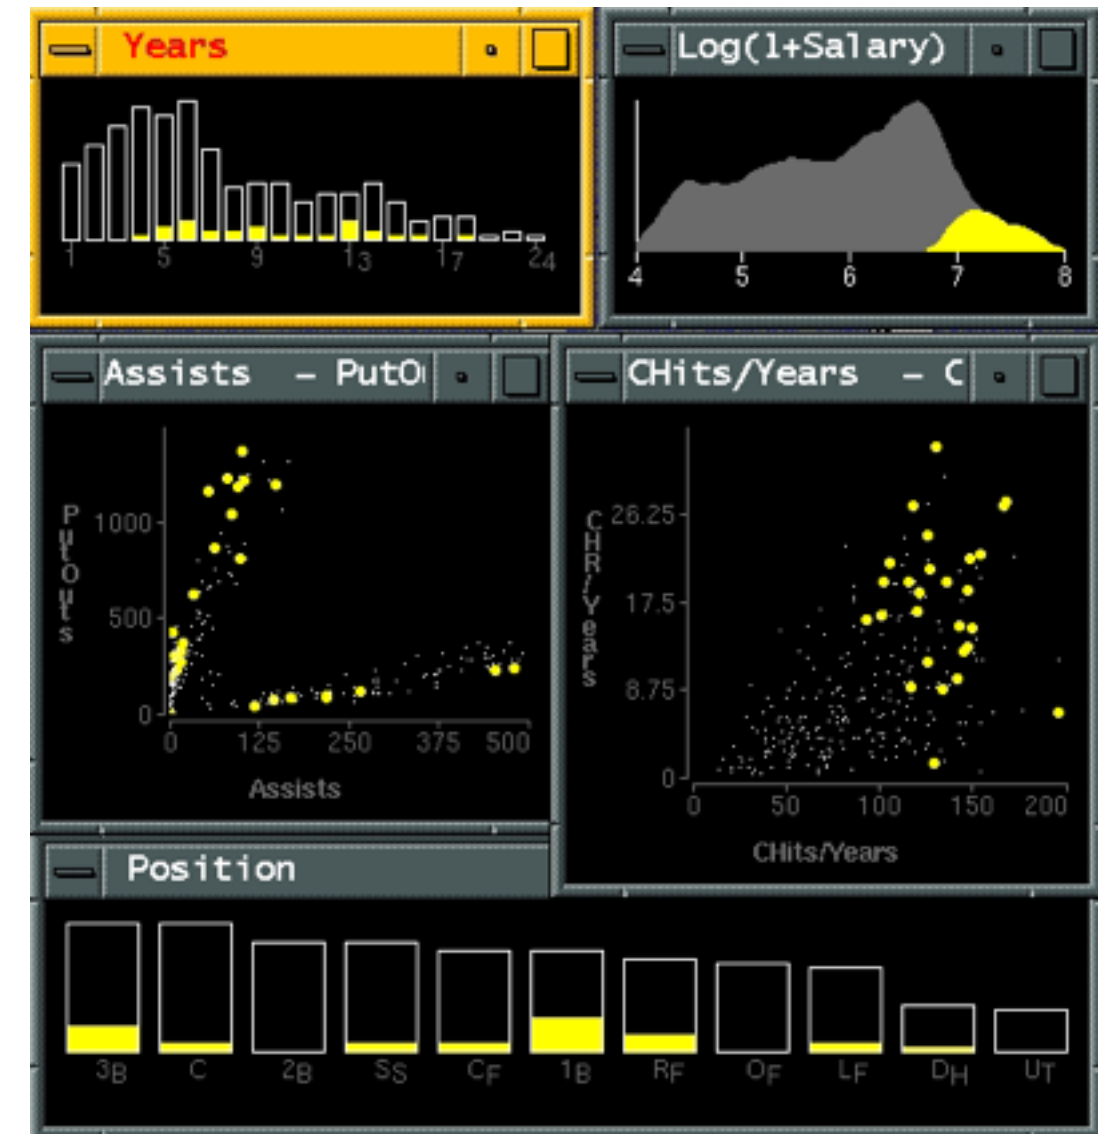 Years
1 5 9 13 17 24
Log(1+Salary)
4 5 6 7 8
Assists – PutO
PutOuts
1000
500
0
0 125 250 375 500
Assists
CHits/Years – C
CHR/Years
26.25
17.5
8.75
0
0 50 100 150 200
CHits/Years
Position
3B C 2B SS CF 1B RF OF LF DH UT